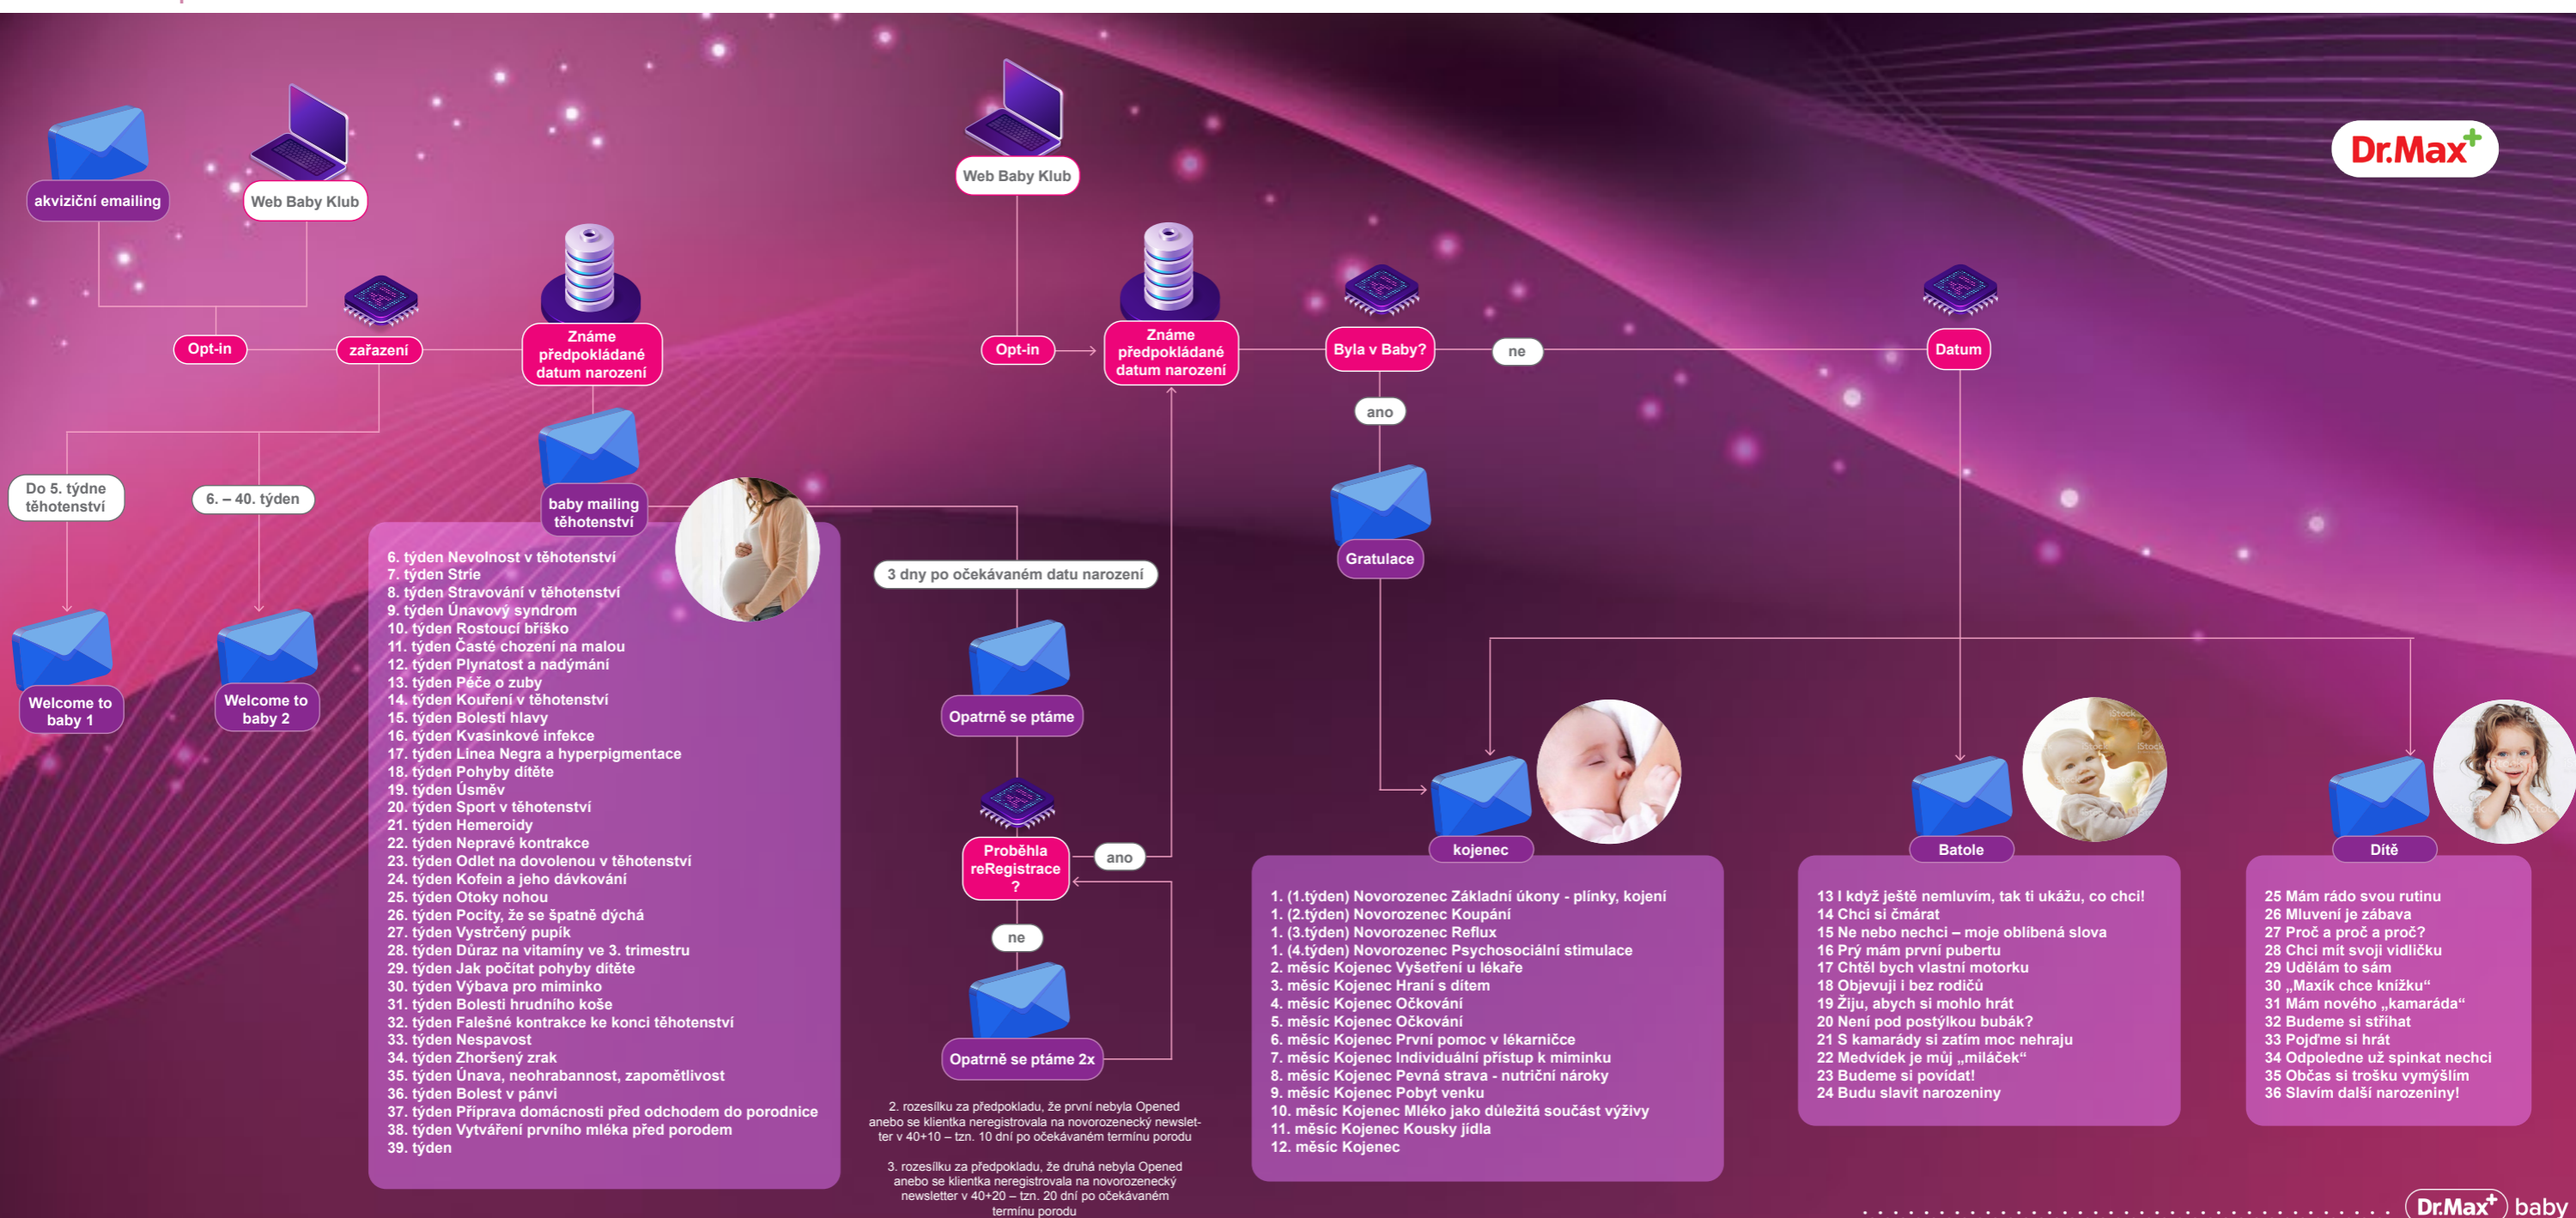 Dr.Max+
akviziční emailing
Web Baby Klub
Opt-in
zařazení
Známe
předpokládané
datum narození
Do 5. týdne
těhotenství
6. – 40. týden
Welcome to
baby 1
Welcome to
baby 2
baby mailing
těhotenství
6. týden Nevolnost v těhotenství
7. týden Strie
8. týden Stravování v těhotenství
9. týden Únavový syndrom
10. týden Rostoucí bříško
11. týden Časté chození na malou
12. týden Plynatost a nadýmání
13. týden Péče o zuby
14. týden Kouření v těhotenství
15. týden Bolesti hlavy
16. týden Kvasinkové infekce
17. týden Linea Negra a hyperpigmentace
18. týden Pohyby dítěte
19. týden Úsměv
20. týden Sport v těhotenství
21. týden Hemeroidy
22. týden Nepravé kontrakce
23. týden Odlet na dovolenou v těhotenství
24. týden Kofein a jeho dávkování
25. týden Otoky nohou
26. týden Pocity, že se špatně dýchá
27. týden Vystrčený pupík
28. týden Důraz na vitamíny ve 3. trimestru
29. týden Jak počítat pohyby dítěte
30. týden Výbava pro miminko
31. týden Bolesti hrudního koše
32. týden Falešné kontrakce ke konci těhotenství
33. týden Nespavost
34. týden Zhoršený zrak
35. týden Únava, neohrabannost, zapomětlivost
36. týden Bolest v pánvi
37. týden Příprava domácnosti před odchodem do porodnice
38. týden Vytváření prvního mléka před porodem
39. týden
3 dny po očekávaném datu narození
Opatrně se ptáme
Proběhla
reRegistrace
?
ano
ne
Opatrně se ptáme 2x
2. rozesílku za předpokladu, že první nebyla Opened
anebo se klientka neregistrovala na novorozenecký newslet-
ter v 40+10 – tzn. 10 dní po očekávaném termínu porodu
3. rozesílku za předpokladu, že druhá nebyla Opened
anebo se klientka neregistrovala na novorozenecký
newsletter v 40+20 – tzn. 20 dní po očekávaném
termínu porodu
Web Baby Klub
Opt-in
Známe
předpokládané
datum narození
Byla v Baby?
ne
Datum
ano
Gratulace
kojenec
1. (1.týden) Novorozenec Základní úkony - plínky, kojení
1. (2.týden) Novorozenec Koupání
1. (3.týden) Novorozenec Reflux
1. (4.týden) Novorozenec Psychosociální stimulace
2. měsíc Kojenec Vyšetření u lékaře
3. měsíc Kojenec Hraní s dítem
4. měsíc Kojenec Očkování
5. měsíc Kojenec Očkování
6. měsíc Kojenec První pomoc v lékarničce
7. měsíc Kojenec Individuální přístup k miminku
8. měsíc Kojenec Pevná strava - nutriční nároky
9. měsíc Kojenec Pobyt venku
10. měsíc Kojenec Mléko jako důležitá součást výživy
11. měsíc Kojenec Kousky jídla
12. měsíc Kojenec
iStock
iStock
iStock
Batole
13 I když ještě nemluvím, tak ti ukážu, co chci!
14 Chci si čmárat
15 Ne nebo nechci – moje oblíbená slova
16 Prý mám první pubertu
17 Chtěl bych vlastní motorku
18 Objevuji i bez rodičů
19 Žiju, abych si mohlo hrát
20 Není pod postýlkou bubák?
21 S kamarády si zatím moc nehraju
22 Medvídek je můj „miláček“
23 Budeme si povídat!
24 Budu slavit narozeniny
Dítě
25 Mám rádo svou rutinu
26 Mluvení je zábava
27 Proč a proč a proč?
28 Chci mít svoji vidličku
29 Udělám to sám
30 „Maxík chce knížku“
31 Mám nového „kamaráda“
32 Budeme si stříhat
33 Pojďme si hrát
34 Odpoledne už spinkat nechci
35 Občas si trošku vymýšlím
36 Slavím další narozeniny!
Dr.Max+ baby